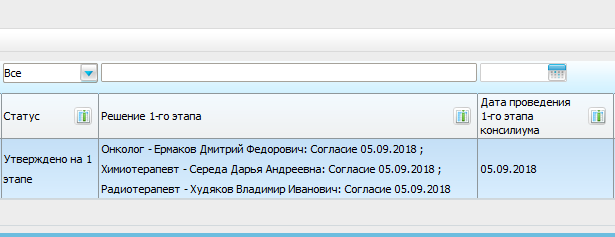 Все
Статус
Решение 1-го этапа
Дата проведения
1-го этапа
консилиума
Утверждено на 1
этапе
Онколог - Ермаков Дмитрий Федорович: Согласие 05.09.2018 ;
Химиотерапевт - Середа Дарья Андреевна: Согласие 05.09.2018 ;
Радиотерапевт - Худяков Владимир Иванович: Согласие 05.09.2018
05.09.2018